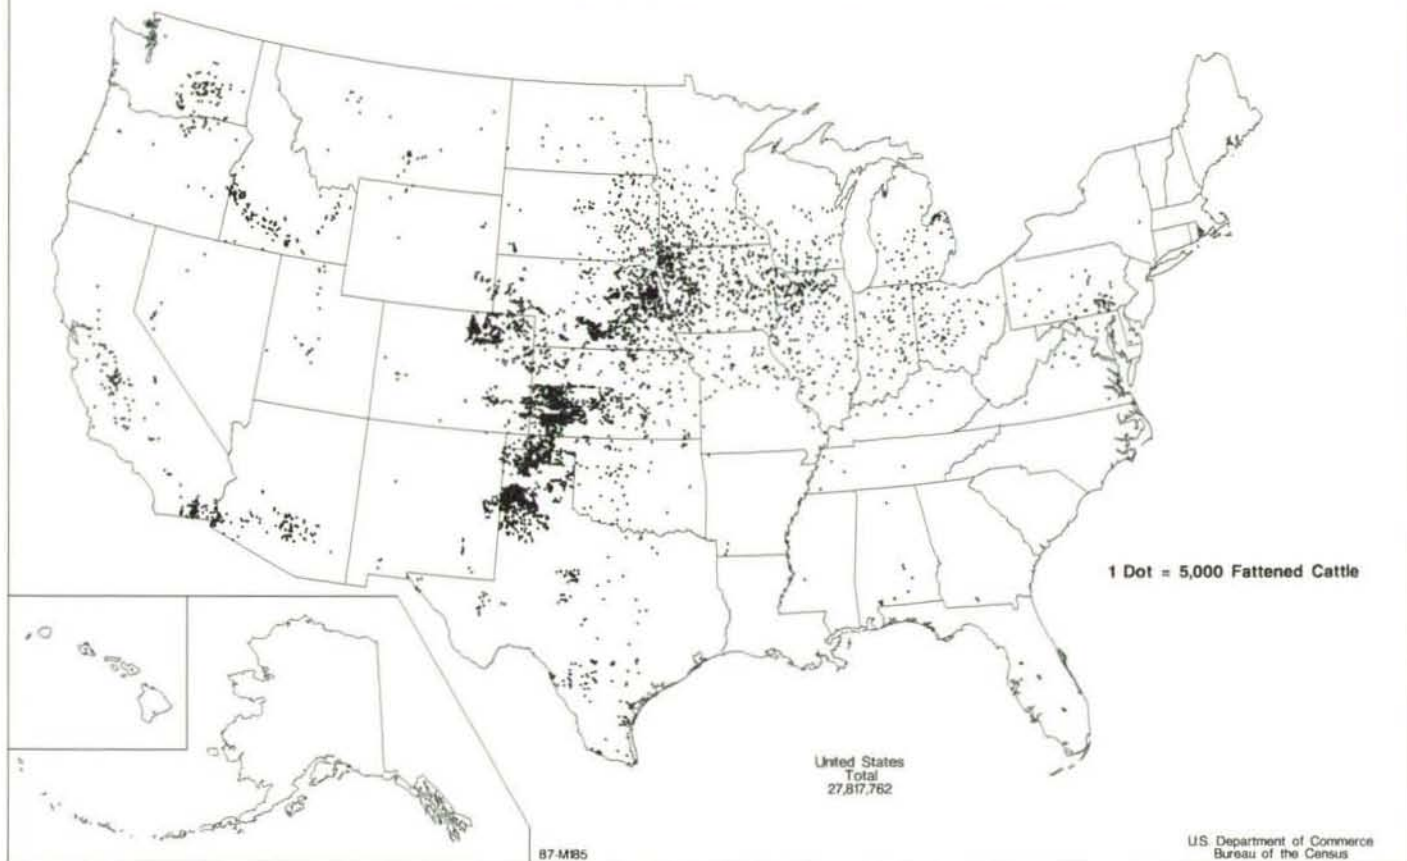 1 Dot = 5,000 Fattened Cattle
United States
Total
27,817,762
87-M185
U.S. Department of Commerce
Bureau of the Census